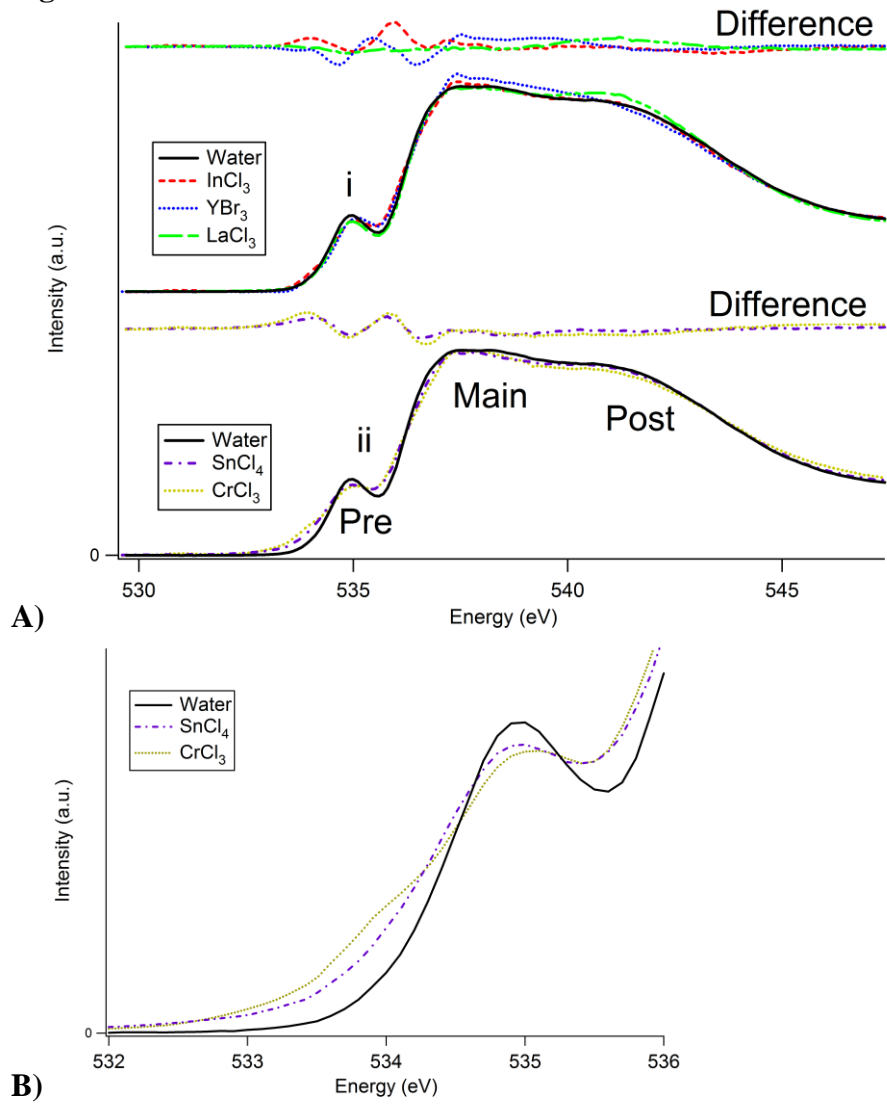 Difference
Water
InCl3
YBr3
LaCl3
i
Intensity (a.u.)
Difference
Main
Post
ii
Water
SnCl4
CrCl3
Pre
0
530 535 540 545
Energy (eV)
A)
Water
SnCl4
CrCl3
Intensity (a.u.)
0
532 533 534 535 536
Energy (eV)
B)